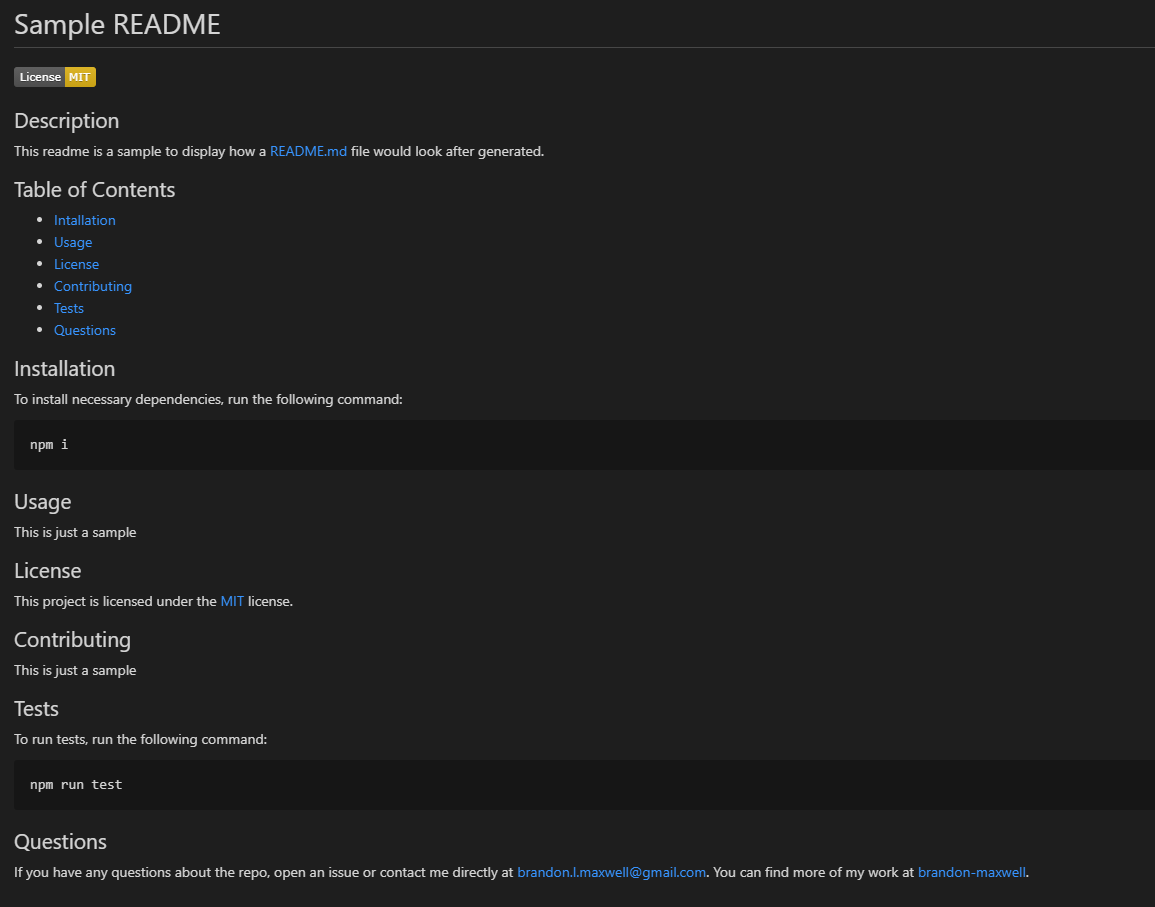 Sample README
License MIT
Description
This readme is a sample to display how a README.md file would look after generated.
Table of Contents
Intallation
Usage
License
Contributing
Tests
Questions
Installation
To install necessary dependencies, run the following command:
npm i
Usage
This is just a sample
License
This project is licensed under the MIT license.
Contributing
This is just a sample
Tests
To run tests, run the following command:
npm run test
Questions
If you have any questions about the repo, open an issue or contact me directly at brandon.l.maxwell@gmail.com. You can find more of my work at brandon-maxwell.